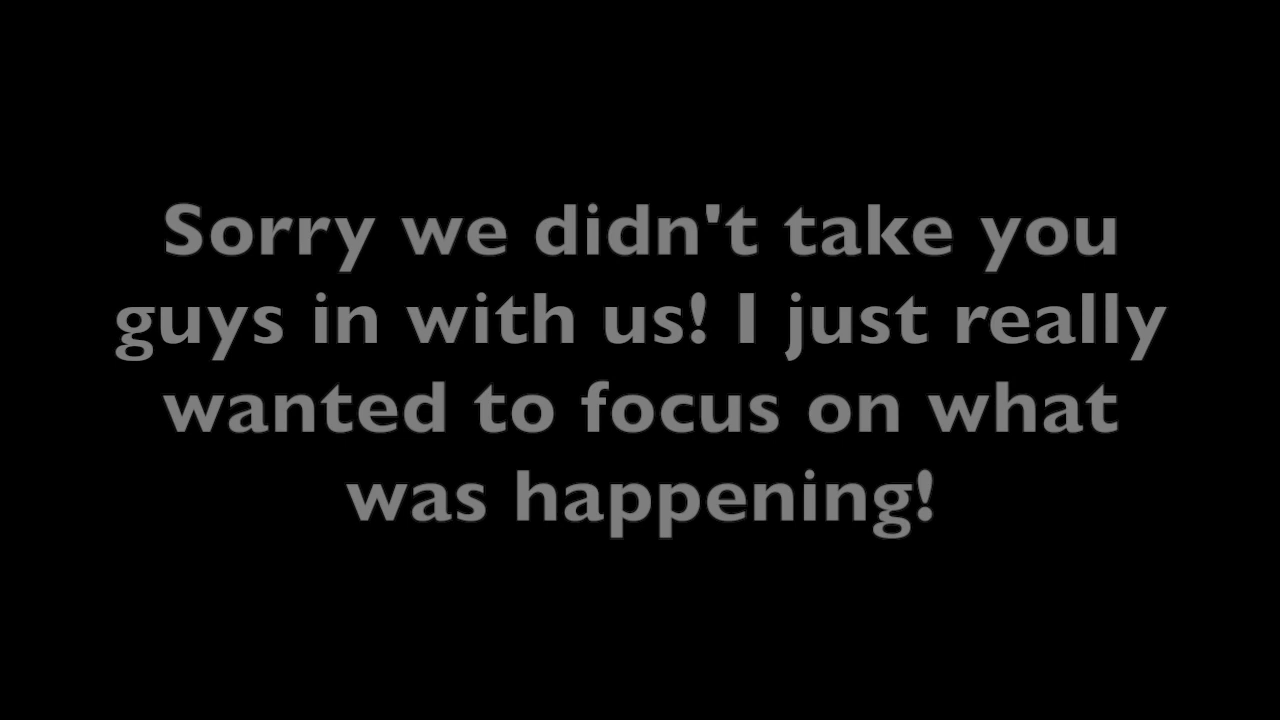 Sorry we didn't take you
guys in with us! I just really
wanted to focus on what
was happening!